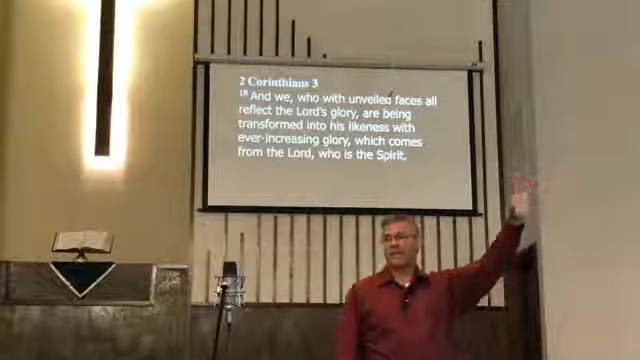 2 Corinthians 3
18 And we, who with unveiled faces all
reflect the Lord's glory, are being
transformed into his likeness with
ever-increasing glory, which comes
from the Lord, who is the Spirit.